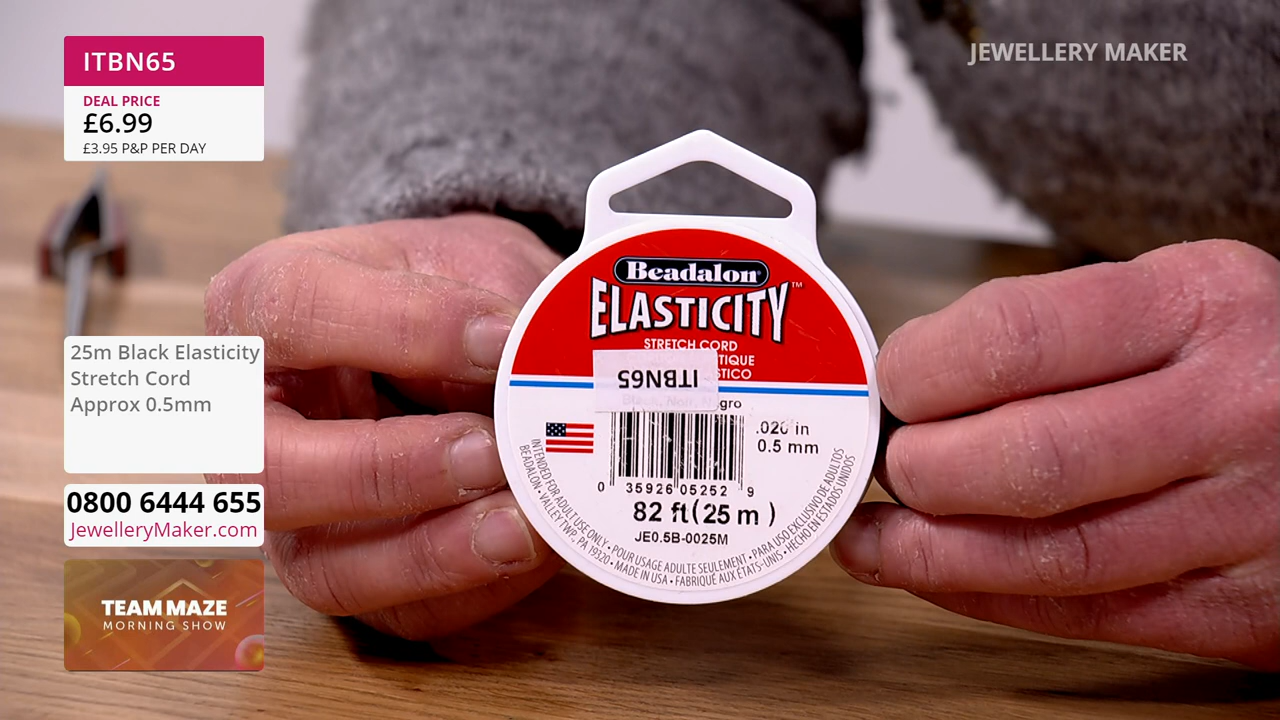 ITBN65
DEAL PRICE
£6.99
£3.95 P&P PER DAY
JEWELLERY MAKER
25m Black Elasticity
Stretch Cord
Approx 0.5mm
0800 6444 655
JewelleryMaker.com
TEAM MAZE
MORNING SHOW
Beadalon®
ELASTICITY™
STRETCH CORD
ITBN65
.020 in
0.5 mm
0 35926 05252 9
82 ft (25 m)
JE0.5B-0025M
INTENDED FOR ADULT USE ONLY • POUR USAGE ADULTE SEULEMENT • PARA USO EXCLUSIVO DE ADULTOS
BEADALON • VALLEY TWP, PA 19320 • MADE IN USA • FABRIQUÉ AUX ÉTATS-UNIS • HECHO EN ESTADOS UNIDOS